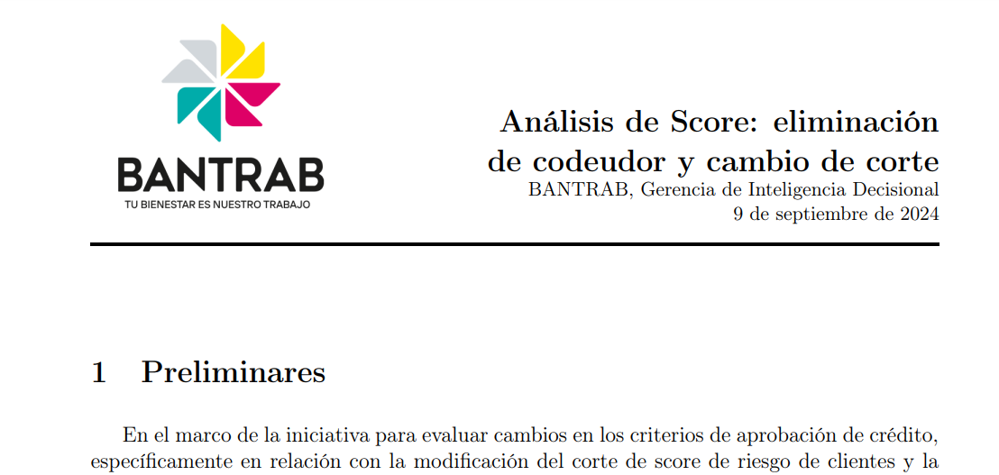 BANTRAB
TU BIENESTAR ES NUESTRO TRABAJO
Análisis de Score: eliminación
de codeudor y cambio de corte
BANTRAB, Gerencia de Inteligencia Decisional
9 de septiembre de 2024
1 Preliminares
En el marco de la iniciativa para evaluar cambios en los criterios de aprobación de crédito,
específicamente en relación con la modificación del corte de score de riesgo de clientes y la